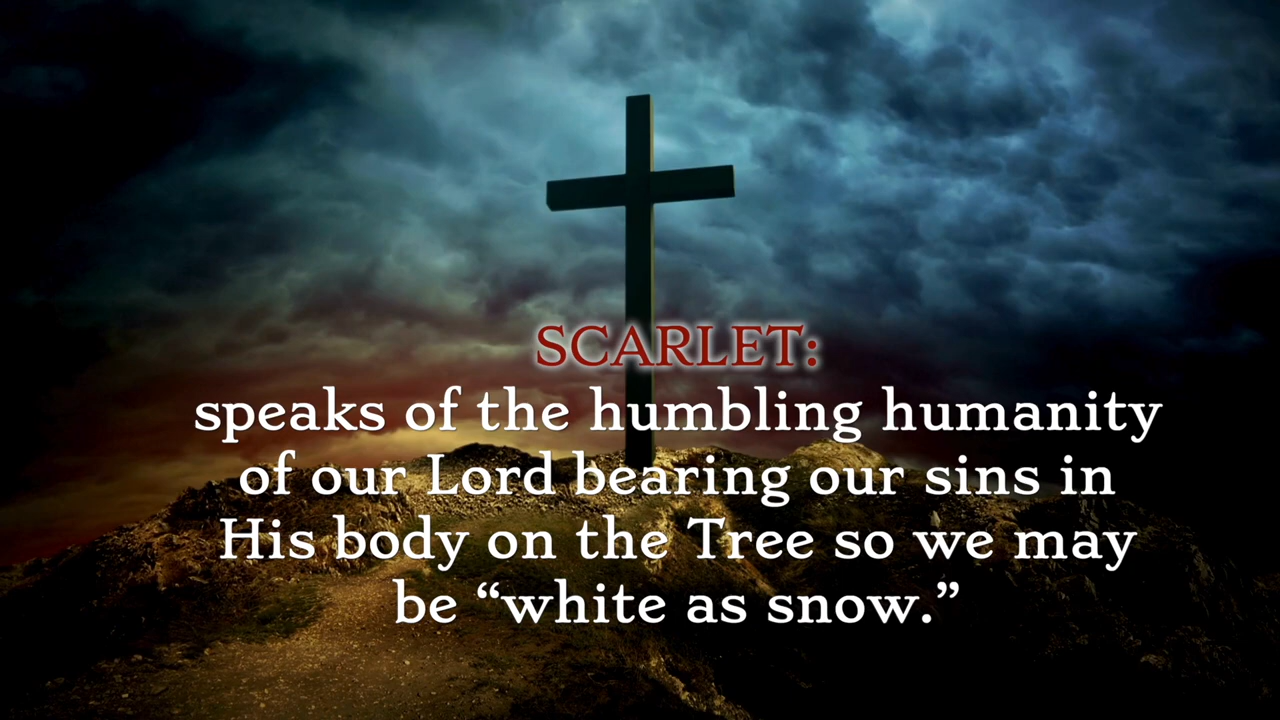 SCARLET:
speaks of the humbling humanity
of our Lord bearing our sins in
His body on the Tree so we may
be “white as snow.”